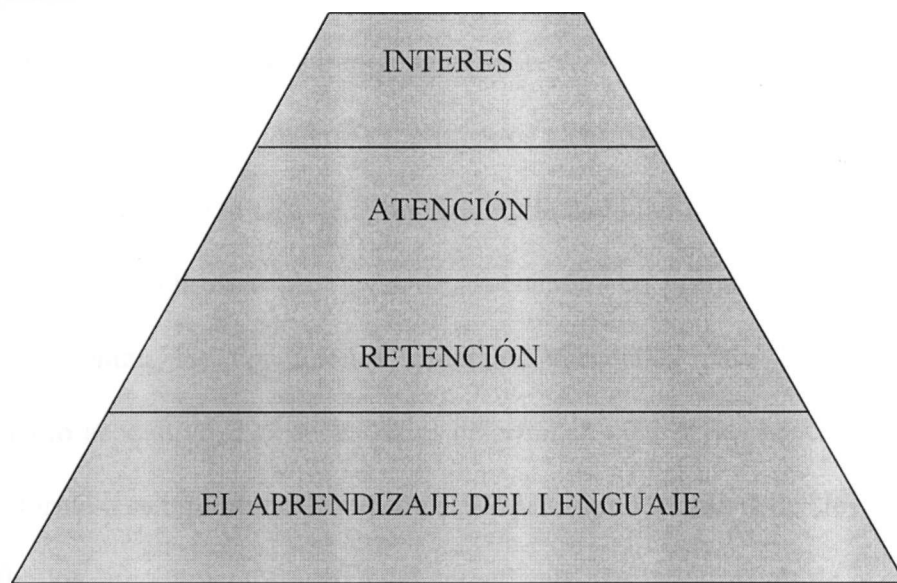 INTERES
ATENCIÓN
RETENCIÓN
EL APRENDIZAJE DEL LENGUAJE